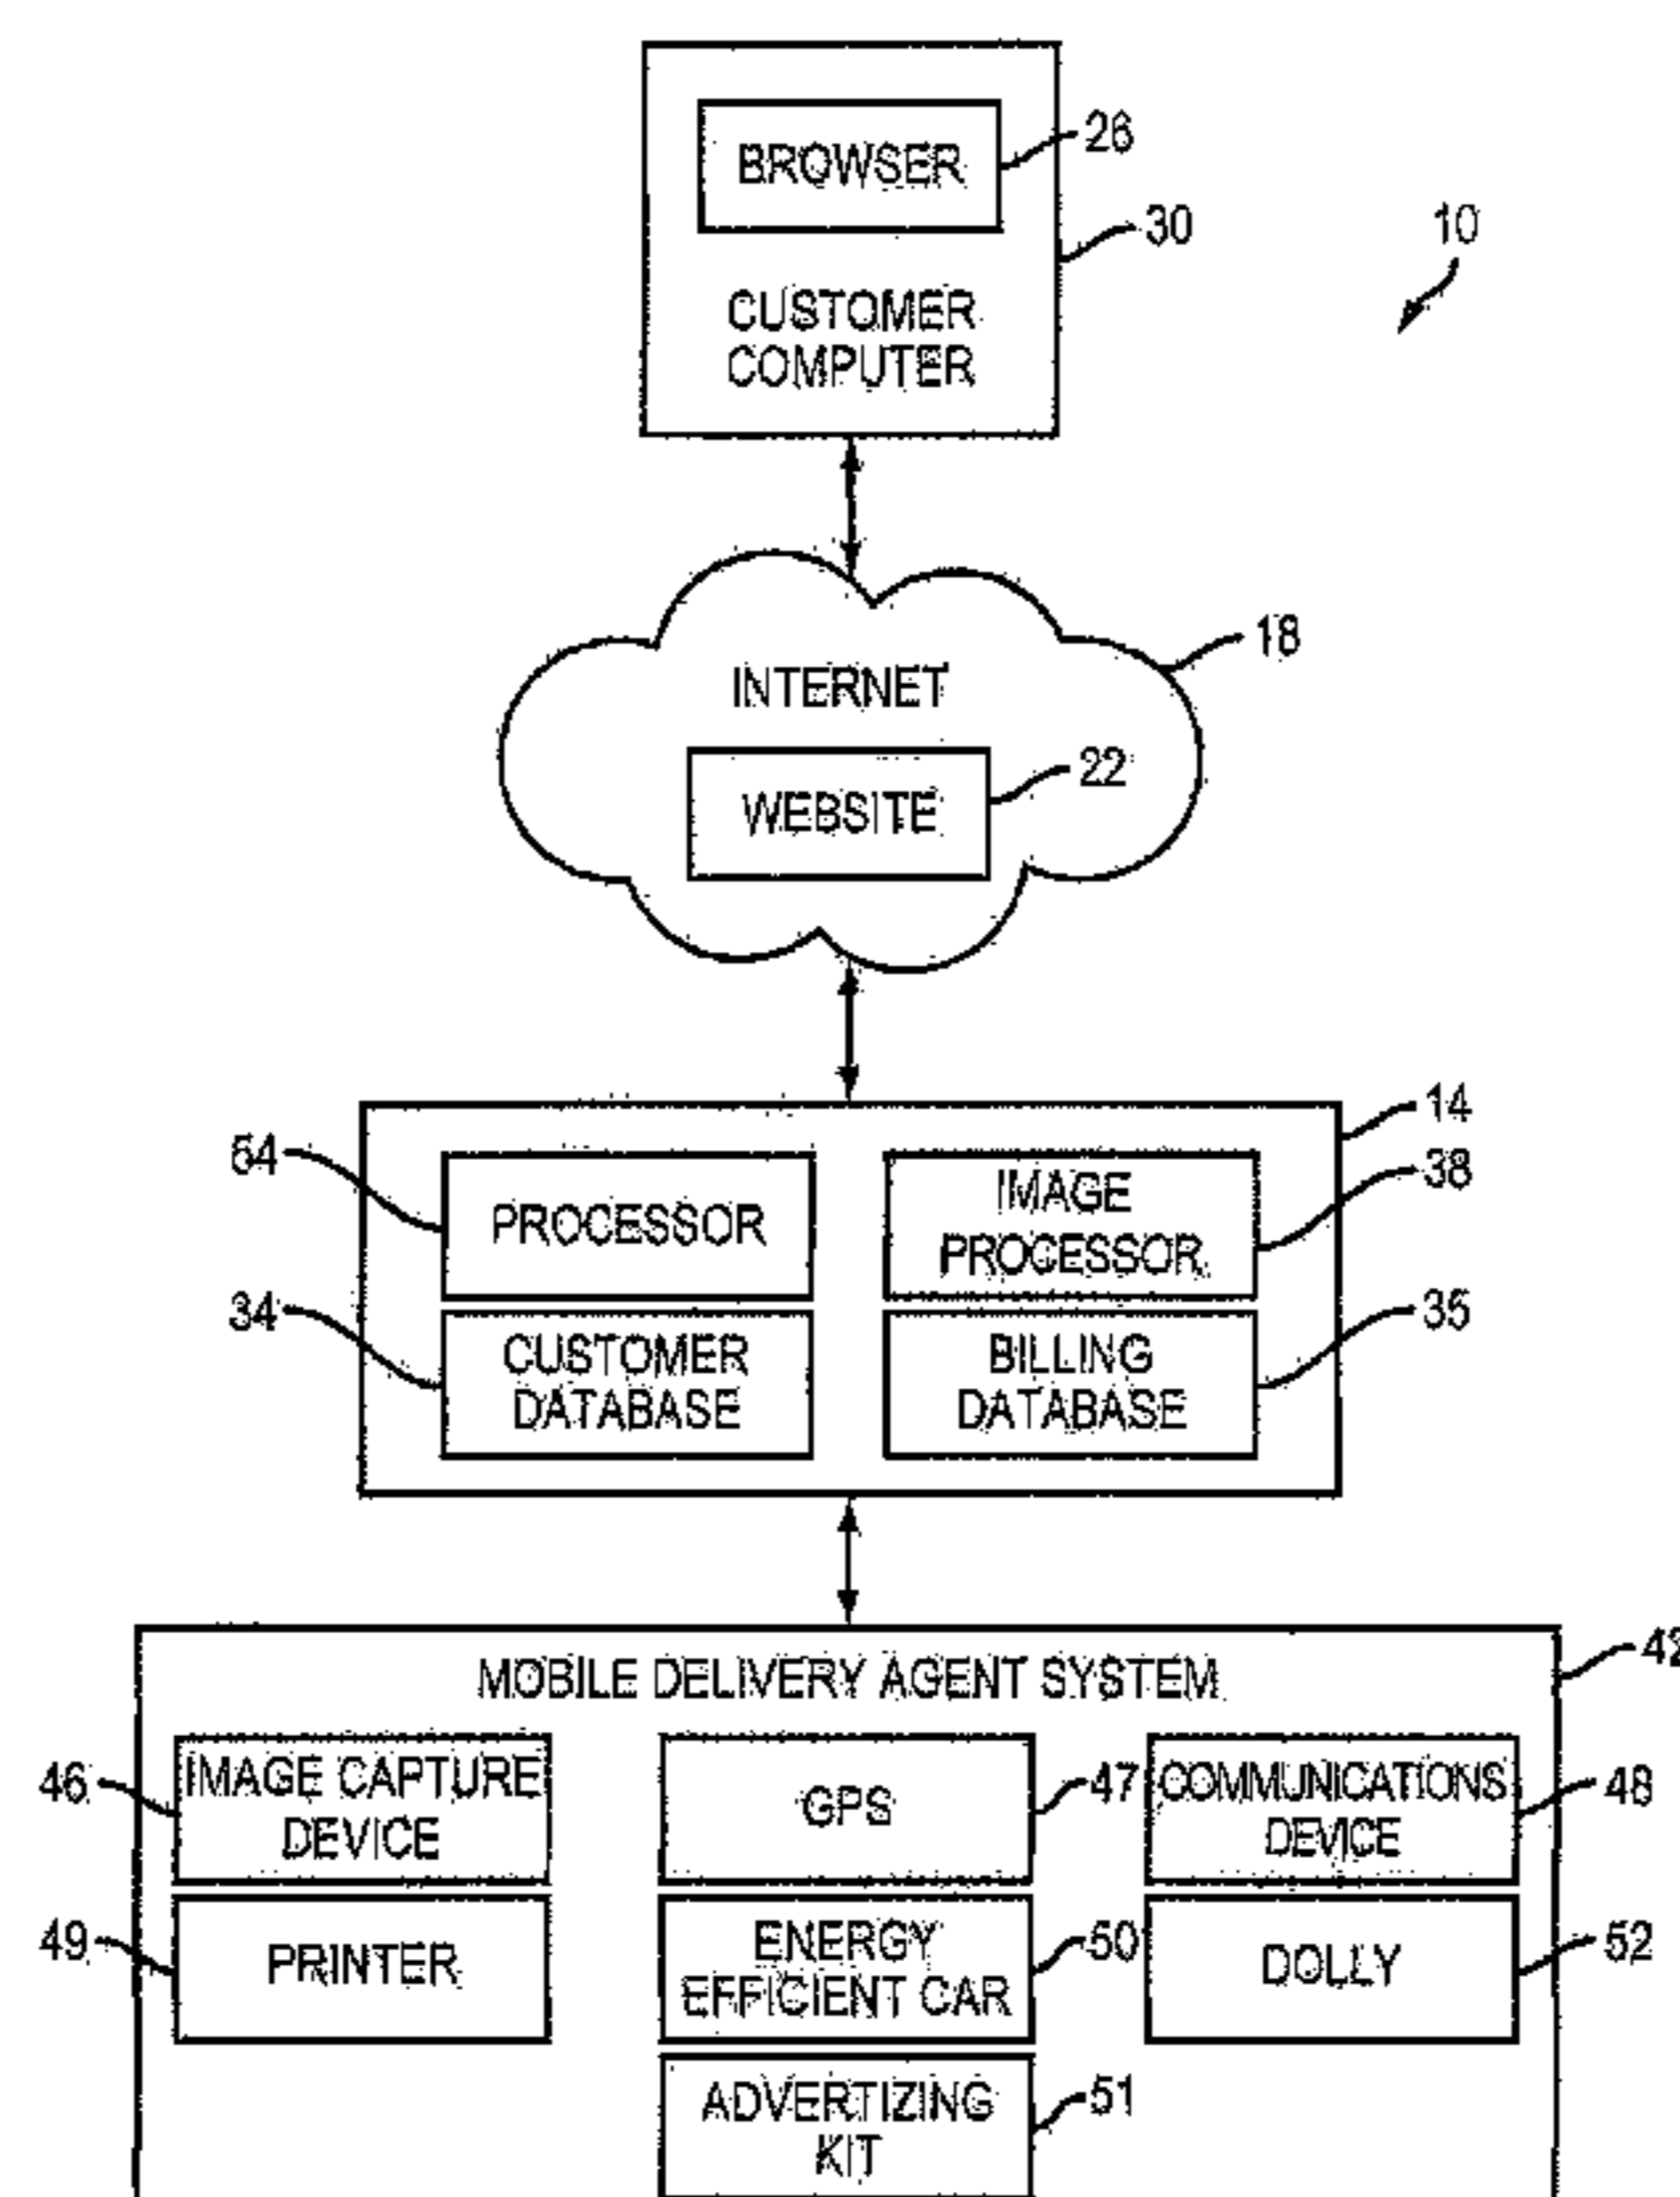 BROWSER
26
30
CUSTOMER
COMPUTER
10
INTERNET
18
WEBSITE
22
14
54
PROCESSOR
IMAGE
PROCESSOR
38
34
CUSTOMER
DATABASE
BILLING
DATABASE
35
MOBILE DELIVERY AGENT SYSTEM
42
46
IMAGE CAPTURE
DEVICE
GPS
47
COMMUNICATIONS
DEVICE
48
49
PRINTER
ENERGY
EFFICIENT CAR
50
DOLLY
52
ADVERTIZING
KIT
51